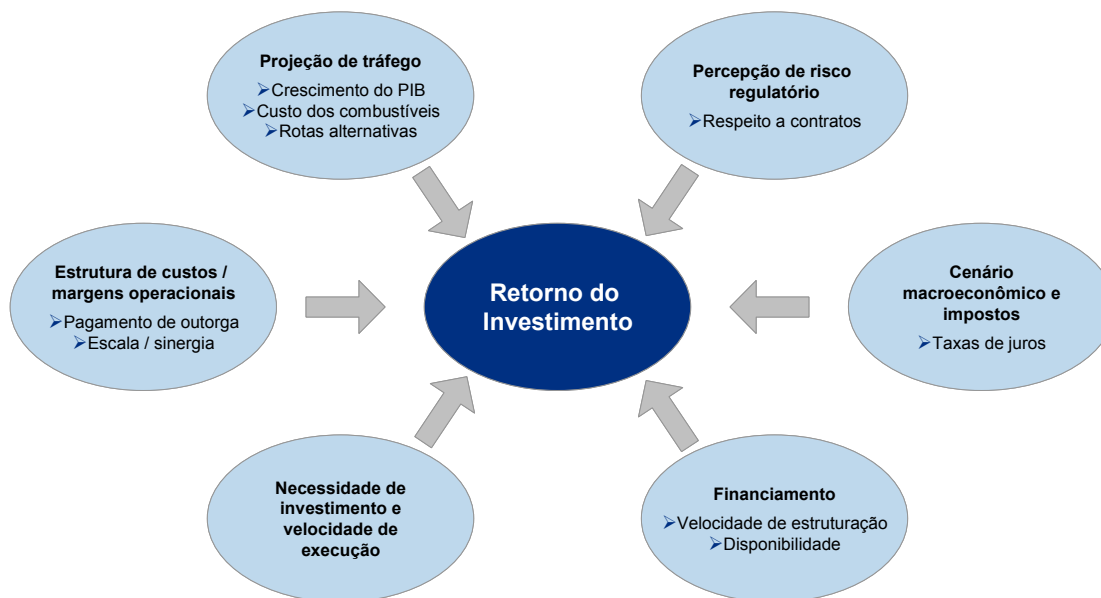 Projeção de tráfego
➢Crescimento do PIB
➢Custo dos combustíveis
➢Rotas alternativas
Percepção de risco
regulatório
➢Respeito a contratos
Estrutura de custos /
margens operacionais
➢Pagamento de outorga
➢Escala / sinergia
Retorno do
Investimento
Cenário
macroeconômico e
impostos
➢Taxas de juros
Necessidade de
investimento e
velocidade de
execução
Financiamento
➢Velocidade de estruturação
➢Disponibilidade